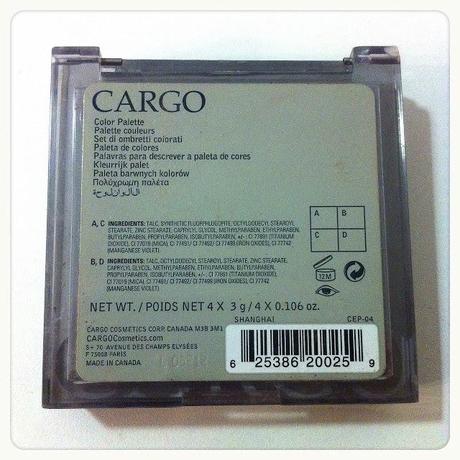 CARGO
Color Palette
Palette couleurs
Set di ombretti colorati
Paleta de colores
Palavras para descrever a paleta de cores
Kleurrijk palet
Paleta barwnych kolorów
Πολύχρωμη παλέτα
A, C INGREDIENTS: TALC, SYNTHETIC FLUORPHLOGOPITE, OCTYLDODECYL STEAROYL
STEARATE, ZINC STEARATE, CAPRYLYL GLYCOL, METHYLPARABEN, ETHYLPARABEN,
BUTYLPARABEN, PROPYLPARABEN, ISOBUTYLPARABEN, +/-: CI 77891 (TITANIUM
DIOXIDE), CI 77019 (MICA), CI 77491/ CI 77492/ CI 77499 (IRON OXIDES), CI 77742
(MANGANESE VIOLET)
B, D INGREDIENTS: TALC, OCTYLDODECYL STEAROYL STEARATE, ZINC STEARATE,
CAPRYLYL GLYCOL, METHYLPARABEN, ETHYLPARABEN, BUTYLPARABEN,
PROPYLPARABEN, ISOBUTYLPARABEN, +/-: CI 77891 (TITANIUM DIOXIDE),
CI 77019 (MICA), CI 77491/ CI 77492/ CI 77499 (IRON OXIDES), CI 77742
(MANGANESE VIOLET)
A B
C D
12M
NET WT. / POIDS NET 4 X 3 g / 4 X 0.106 oz.
SHANGHAI CEP-04
CARGO COSMETICS CORP. CANADA M3B 3M1
CARGOCosmetics.com
S+ 70 AVENUE DES CHAMPS ELYSÉES
F 75008 PARIS
MADE IN CANADA
6 25386 20025 9